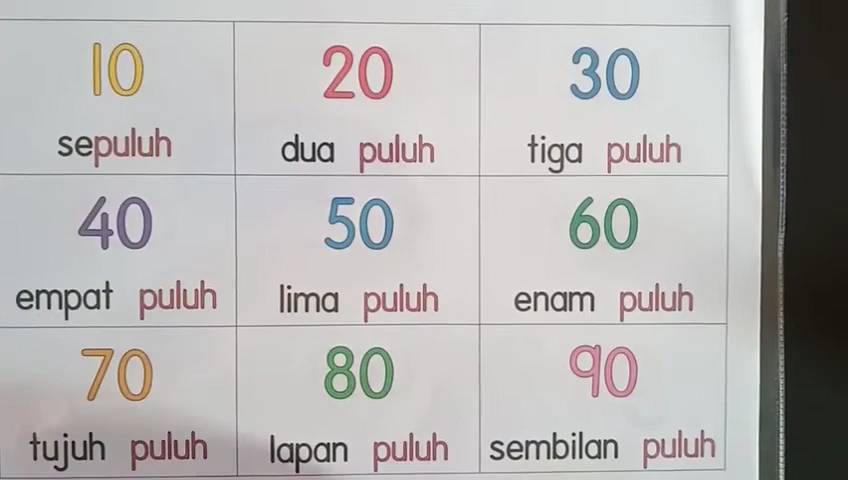 10 20 30
sepuluh dua puluh tiga puluh
40 50 60
empat puluh lima puluh enam puluh
70 80 90
tujuh puluh lapan puluh sembilan puluh